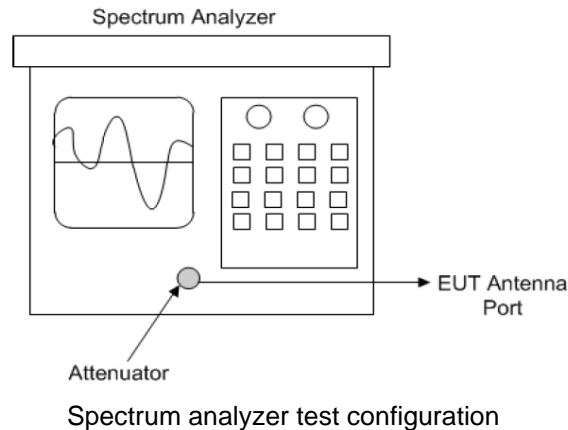 Spectrum Analyzer
EUT Antenna
Port
Attenuator
Spectrum analyzer test configuration